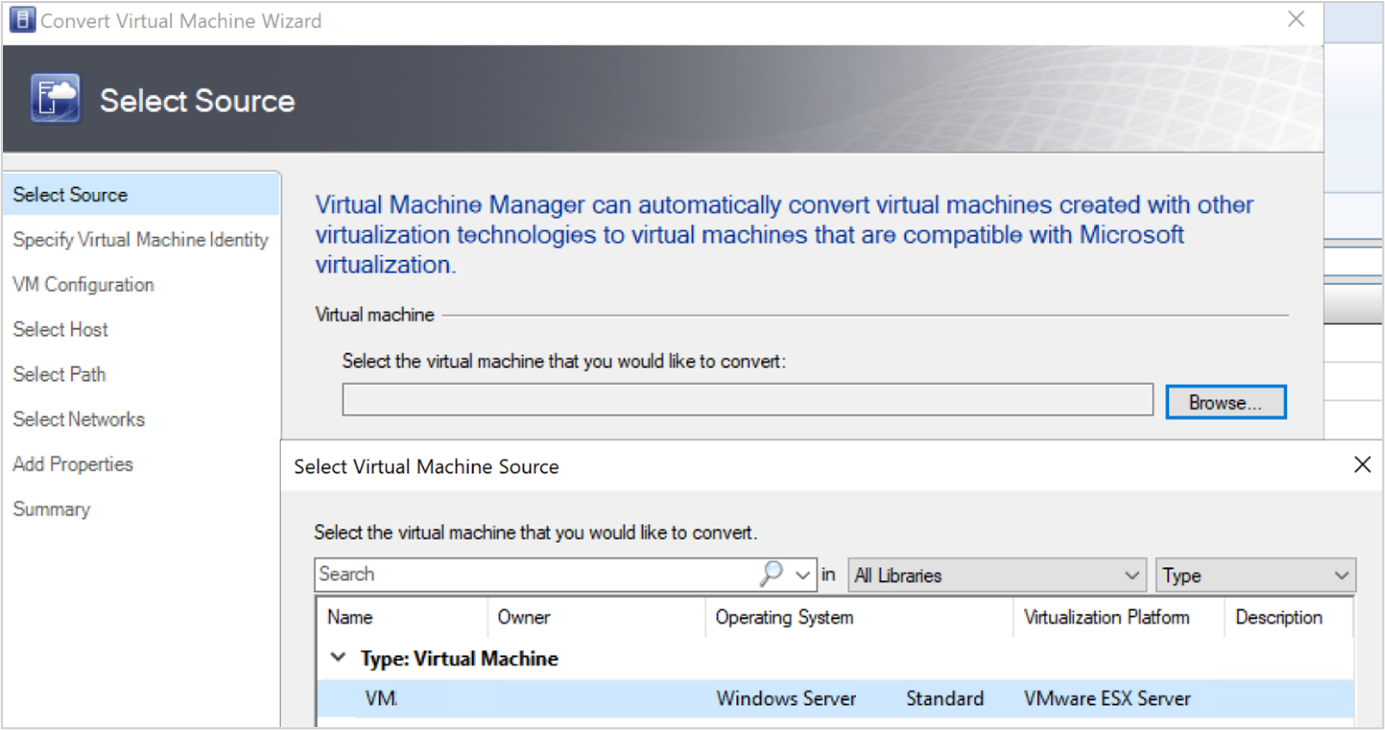 Convert Virtual Machine Wizard
Select Source
Select Source
Specify Virtual Machine Identity
VM Configuration
Select Host
Select Path
Select Networks
Add Properties
Summary
Virtual Machine Manager can automatically convert virtual machines created with other
virtualization technologies to virtual machines that are compatible with Microsoft
virtualization.
Virtual machine
Select the virtual machine that you would like to convert:
Browse...
Select Virtual Machine Source
Select the virtual machine that you would like to convert.
Search in All Libraries Type
Name Owner Operating System Virtualization Platform Description
Type: Virtual Machine
VM. Windows Server Standard VMware ESX Server